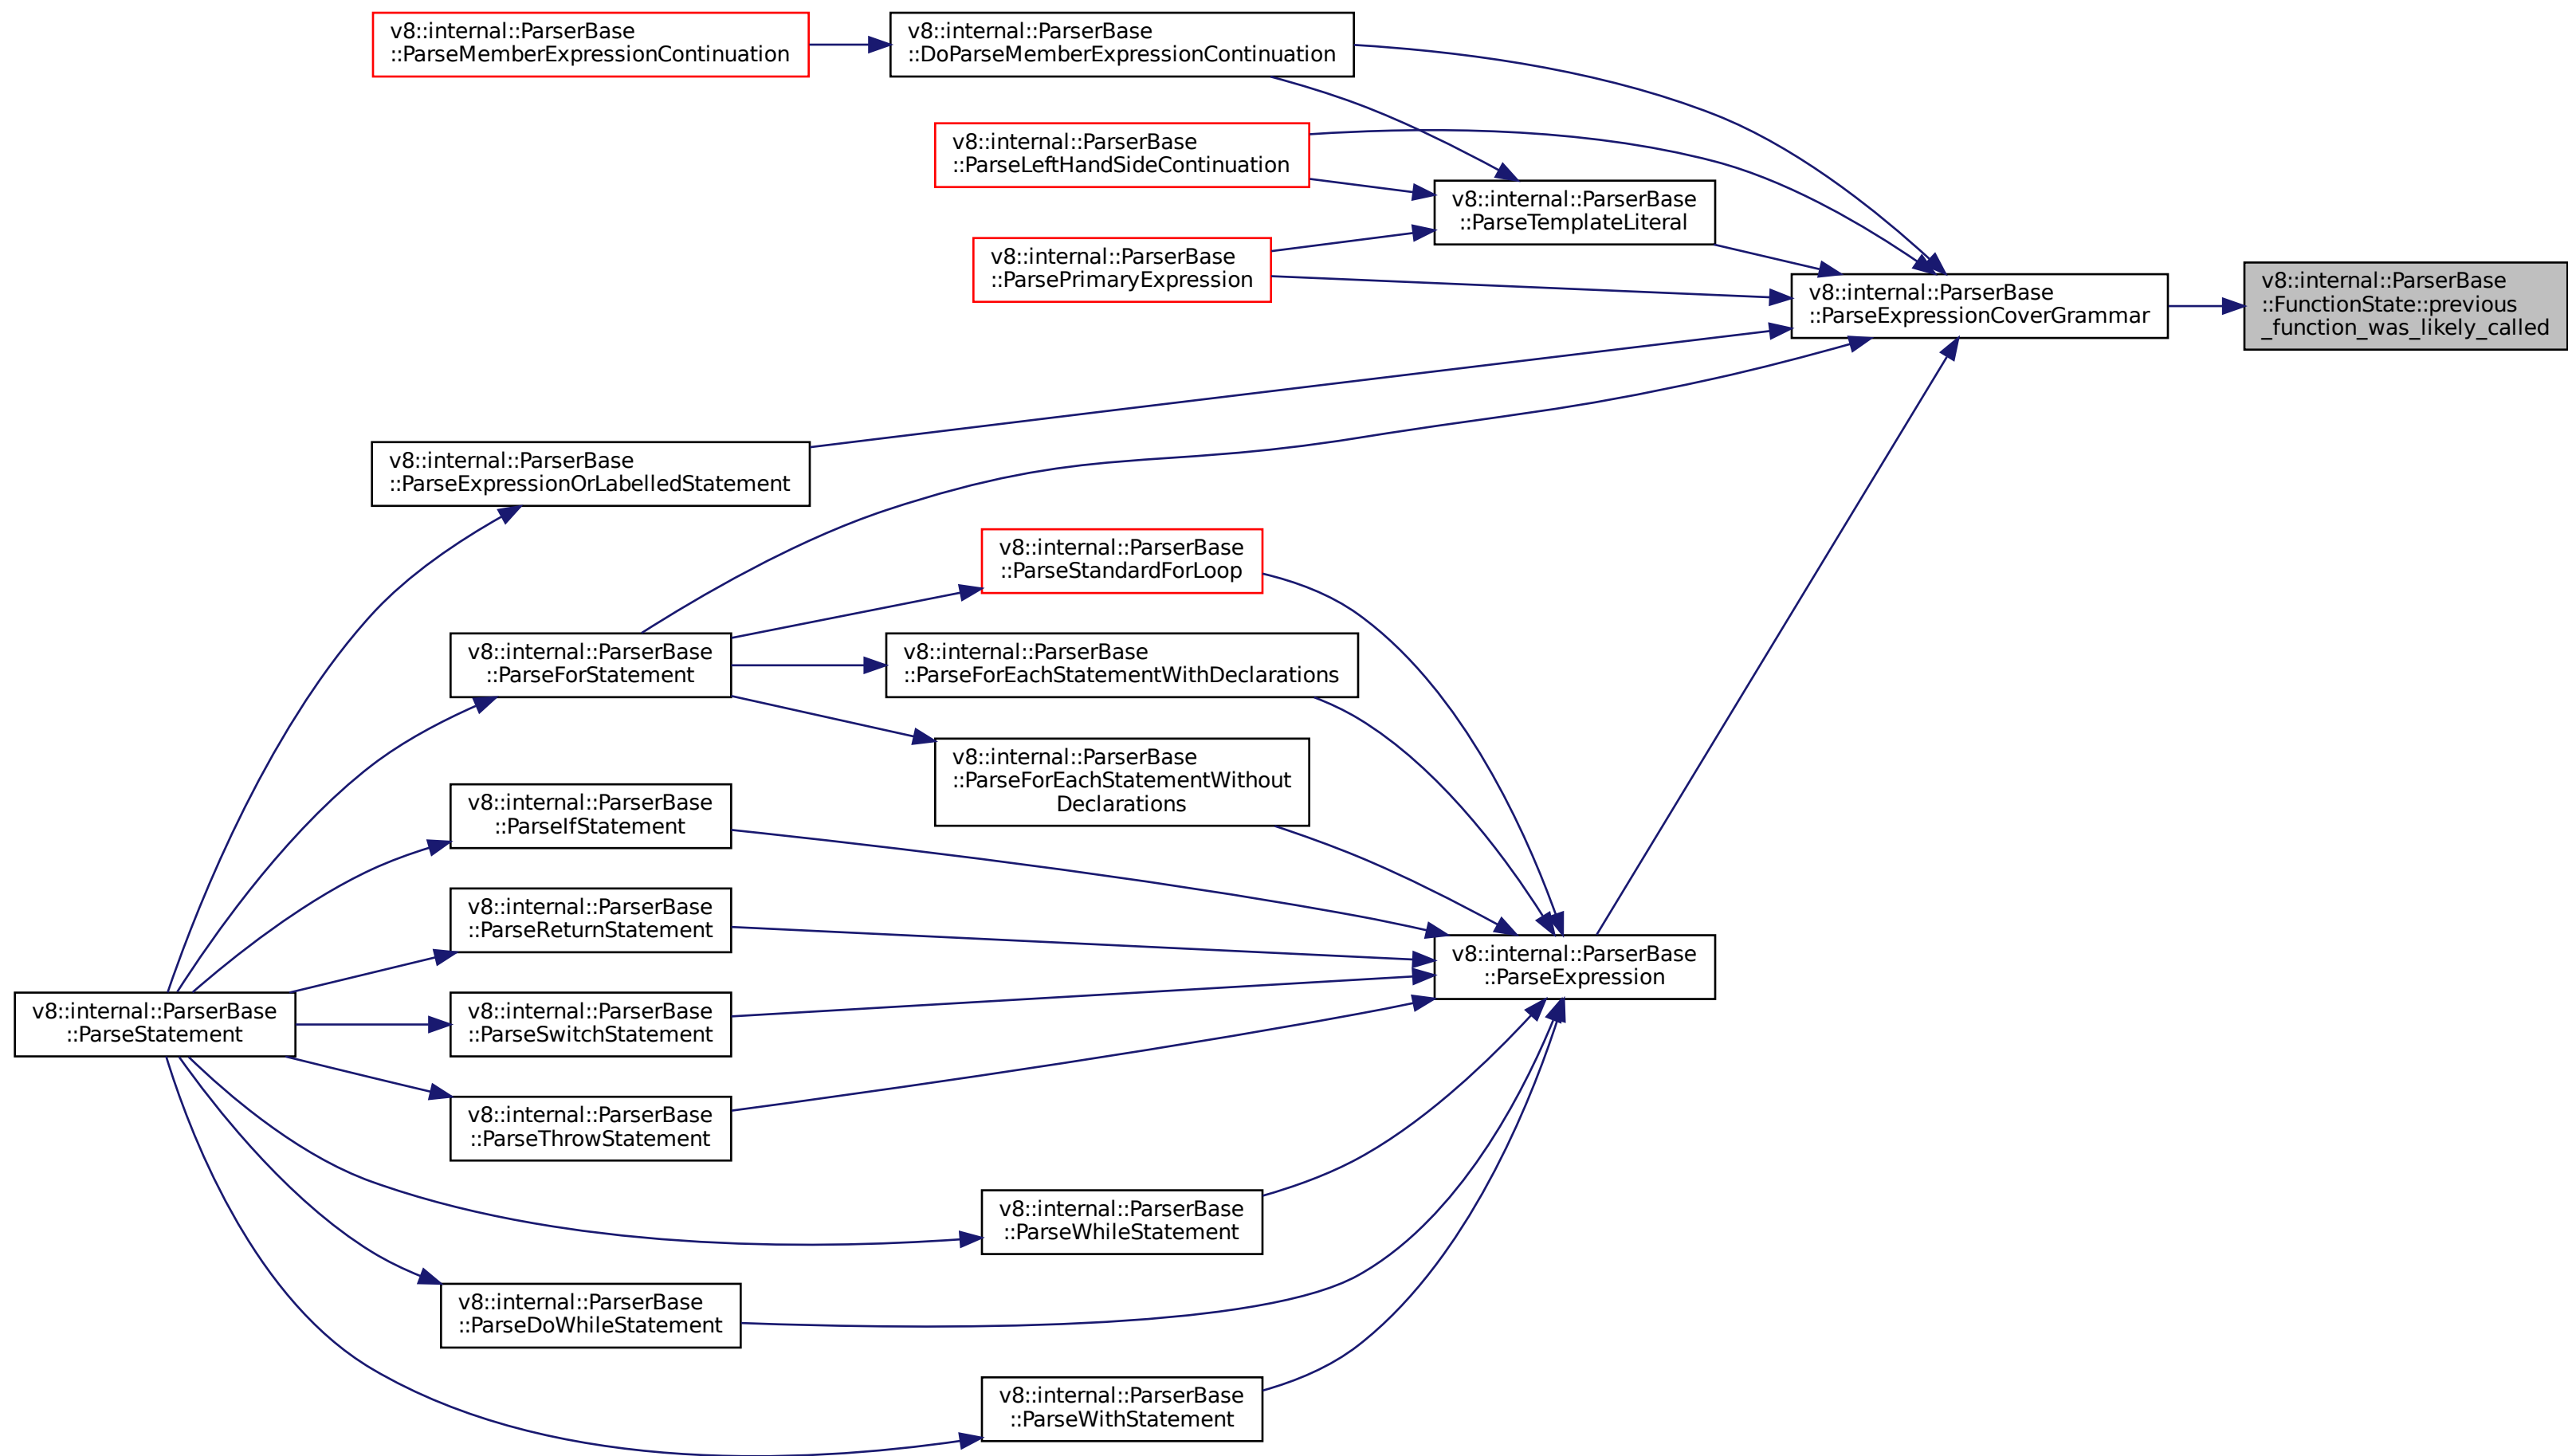 v8::internal::ParserBase
::ParseMemberExpressionContinuation
v8::internal::ParserBase
::DoParseMemberExpressionContinuation
v8::internal::ParserBase
::ParseLeftHandSideContinuation
v8::internal::ParserBase
::ParseTemplateLiteral
v8::internal::ParserBase
::ParsePrimaryExpression
v8::internal::ParserBase
::ParseExpressionCoverGrammar
v8::internal::ParserBase
::FunctionState::previous
_function_was_likely_called
v8::internal::ParserBase
::ParseExpressionOrLabelledStatement
v8::internal::ParserBase
::ParseStandardForLoop
v8::internal::ParserBase
::ParseForStatement
v8::internal::ParserBase
::ParseForEachStatementWithDeclarations
v8::internal::ParserBase
::ParseForEachStatementWithout
Declarations
v8::internal::ParserBase
::ParseIfStatement
v8::internal::ParserBase
::ParseReturnStatement
v8::internal::ParserBase
::ParseExpression
v8::internal::ParserBase
::ParseStatement
v8::internal::ParserBase
::ParseSwitchStatement
v8::internal::ParserBase
::ParseThrowStatement
v8::internal::ParserBase
::ParseWhileStatement
v8::internal::ParserBase
::ParseDoWhileStatement
v8::internal::ParserBase
::ParseWithStatement